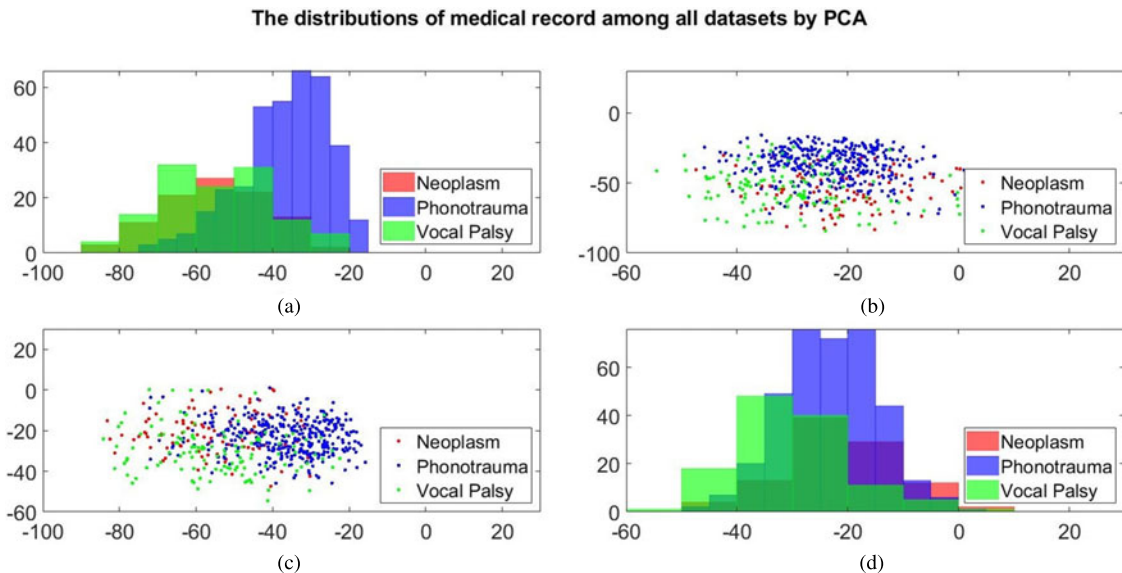 The distributions of medical record among all datasets by PCA
60
40
20
0
Neoplasm
Phonotrauma
Vocal Palsy
-100 -80 -60 -40 -20 0 20
(a)
0
-50
-100
Neoplasm
Phonotrauma
Vocal Palsy
-60 -40 -20 0 20
(b)
20
0
-20
-40
-60
Neoplasm
Phonotrauma
Vocal Palsy
-100 -80 -60 -40 -20 0 20
(c)
60
40
20
0
Neoplasm
Phonotrauma
Vocal Palsy
-60 -40 -20 0 20
(d)